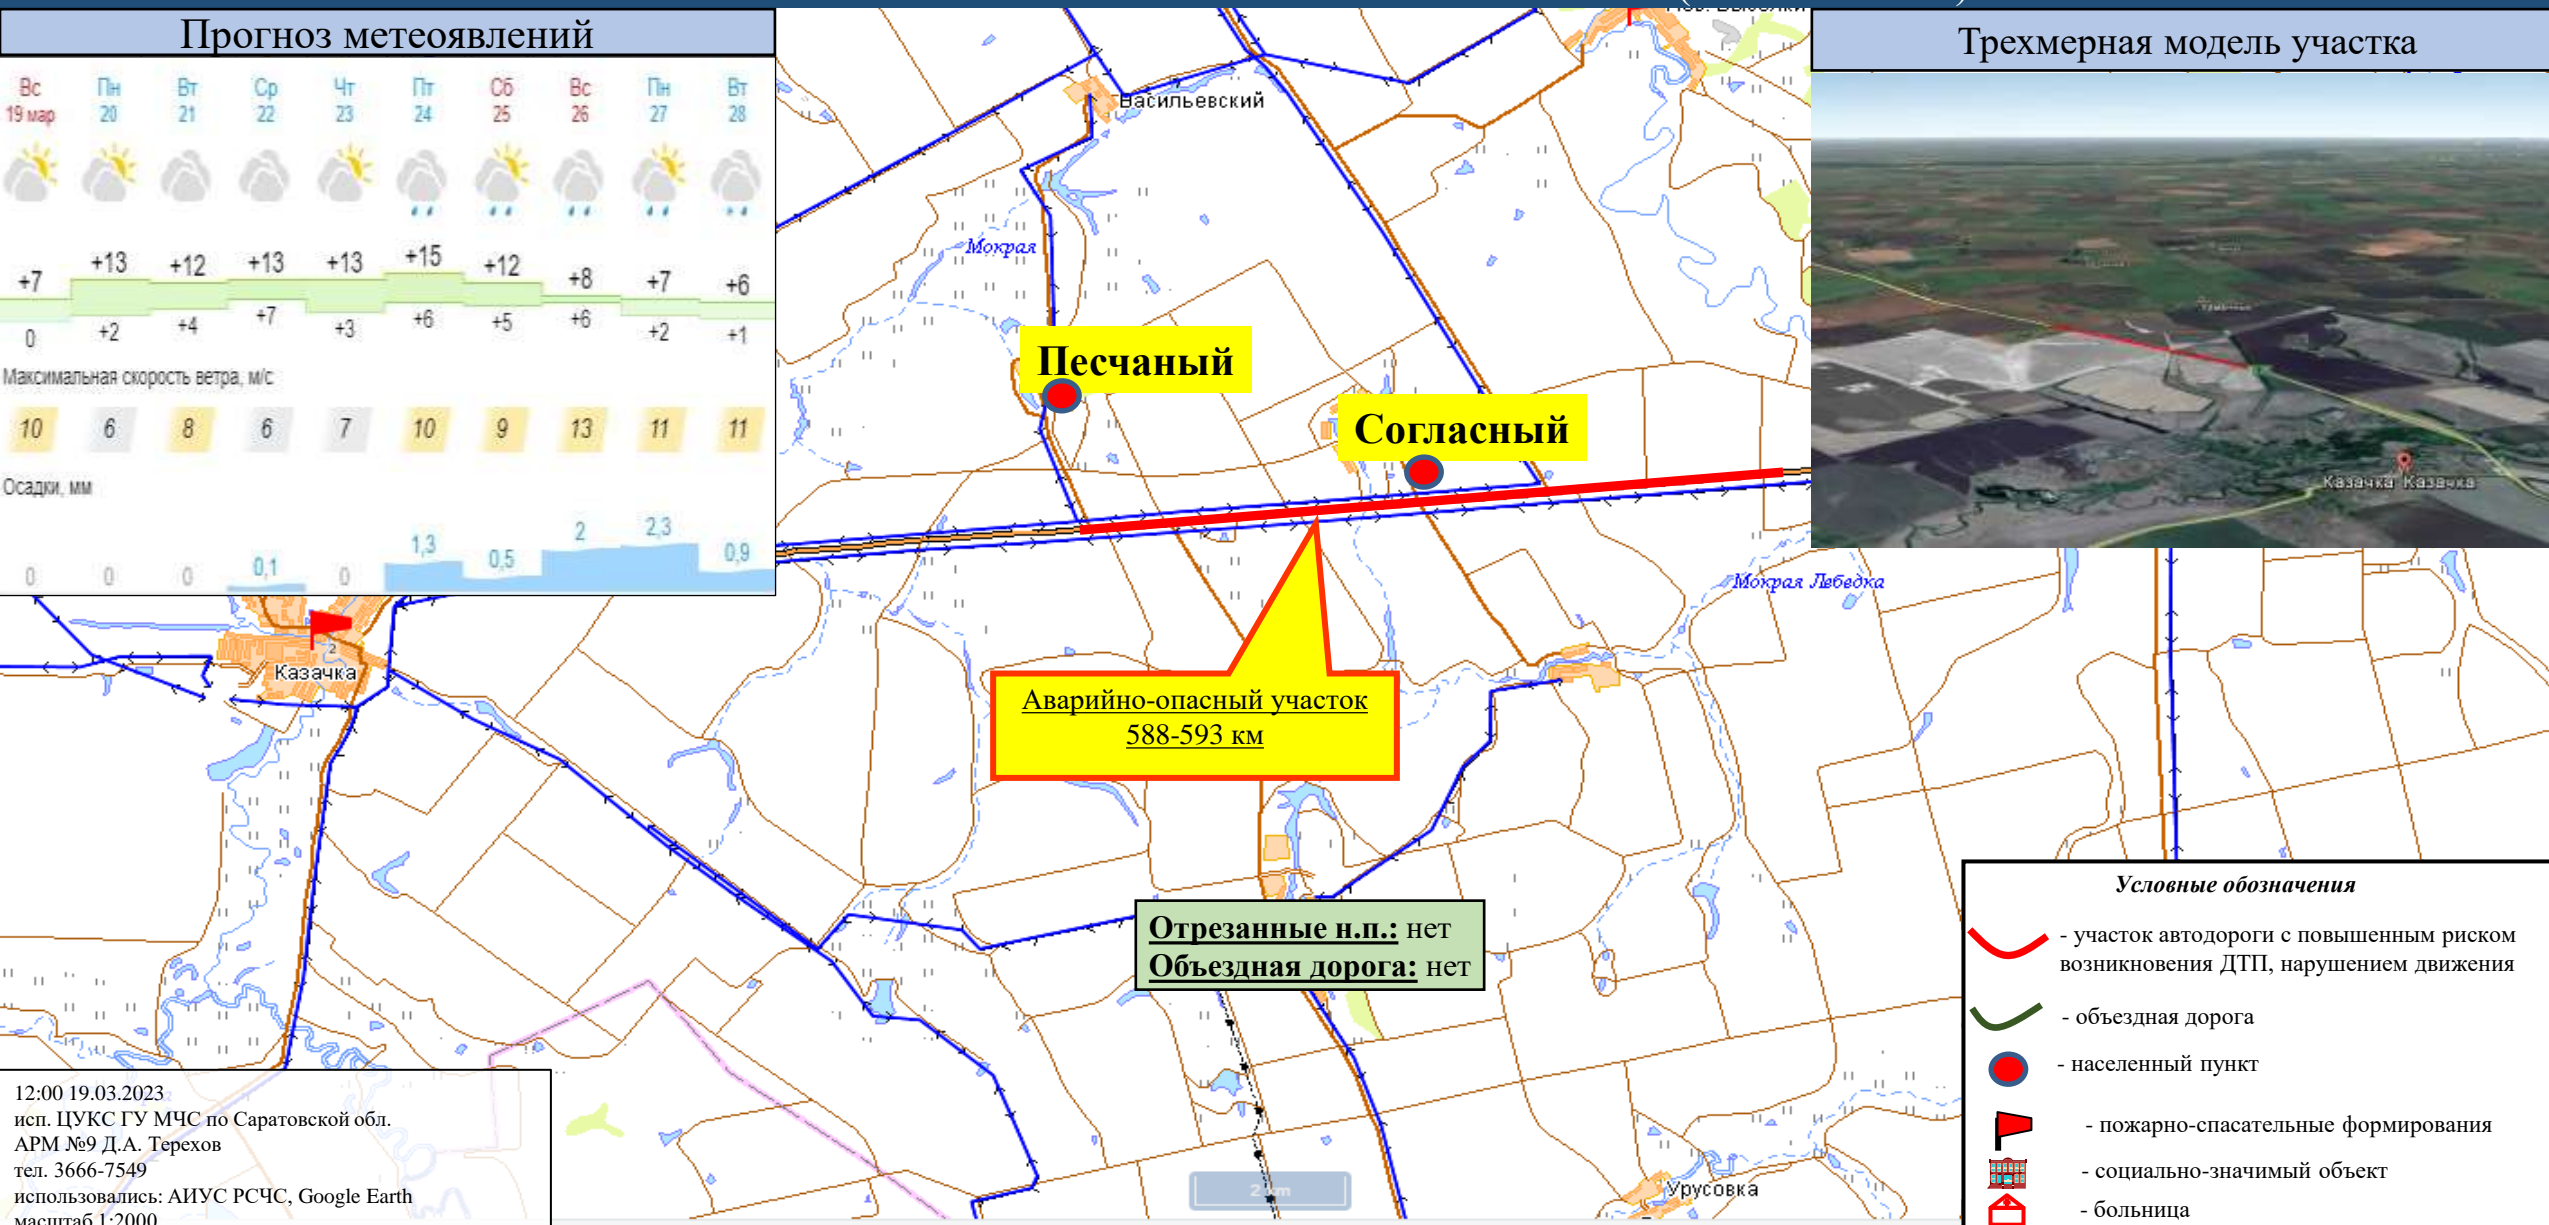 Прогноз метеоявлений
Вс Пн Вт Ср Чт Пт Сб Вс Пн Вт
19 мар 20 21 22 23 24 25 26 27 28
+7 +13 +12 +13 +13 +15 +12 +8 +7 +6
0 +2 +4 +7 +3 +6 +5 +6 +2 +1
Максимальная скорость ветра, м/с
10 6 8 6 7 10 9 13 11 11
Осадки, мм
0 0 0 0,1 0 1,3 0,5 2 2,3 0,9
Трехмерная модель участка
Казачка Казачка
Васильевский
Мокрая
Песчаный
Согласный
Мокрая Лебедка
2
Казачка
Аварийно-опасный участок
588-593 км
Отрезанные н.п.: нет
Объездная дорога: нет
Урусовка
2 km
12:00 19.03.2023
исп. ЦУКС ГУ МЧС по Саратовской обл.
АРМ №9 Д.А. Терехов
тел. 3666-7549
использовались: АИУС РСЧС, Google Earth
масштаб 1:2000
Условные обозначения
- участок автодороги с повышенным риском
возникновения ДТП, нарушением движения
- объездная дорога
- населенный пункт
- пожарно-спасательные формирования
- социально-значимый объект
- больница